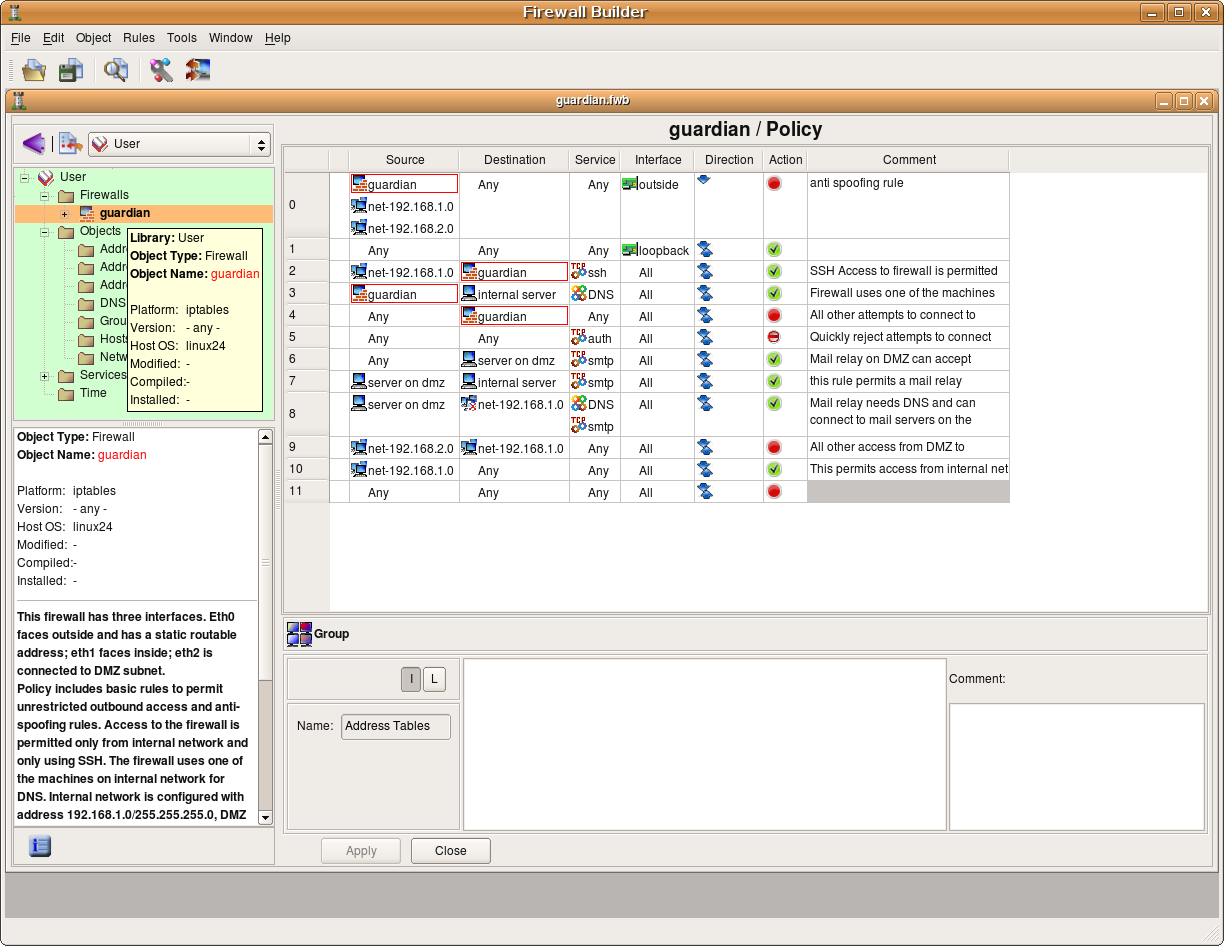 Firewall Builder
File Edit Object Rules Tools Window Help
guardian.fwb
User
User
Firewalls
guardian
Objects
Addr
Addr
Addr
DNS
Grou
Host
Netw
Services
Time
Library: User
Object Type: Firewall
Object Name: guardian
Platform: iptables
Version: - any -
Host OS: linux24
Modified: -
Compiled:-
Installed: -
Object Type: Firewall
Object Name: guardian
Platform: iptables
Version: - any -
Host OS: linux24
Modified: -
Compiled:-
Installed: -
This firewall has three interfaces. Eth0
faces outside and has a static routable
address; eth1 faces inside; eth2 is
connected to DMZ subnet.
Policy includes basic rules to permit
unrestricted outbound access and anti-
spoofing rules. Access to the firewall is
permitted only from internal network and
only using SSH. The firewall uses one of
the machines on internal network for
DNS. Internal network is configured with
address 192.168.1.0/255.255.255.0, DMZ
guardian / Policy
Source Destination Service Interface Direction Action Comment
0 guardian Any Any outside anti spoofing rule
net-192.168.1.0
net-192.168.2.0
1 Any Any Any loopback
2 net-192.168.1.0 guardian TCP ssh All SSH Access to firewall is permitted
3 guardian internal server DNS All Firewall uses one of the machines
4 Any guardian Any All All other attempts to connect to
5 Any Any TCP auth All Quickly reject attempts to connect
6 Any server on dmz TCP smtp All Mail relay on DMZ can accept
7 server on dmz internal server TCP smtp All this rule permits a mail relay
8 server on dmz net-192.168.1.0 DNS All Mail relay needs DNS and can
TCP smtp connect to mail servers on the
9 net-192.168.2.0 net-192.168.1.0 Any All All other access from DMZ to
10 net-192.168.1.0 Any Any All This permits access from internal net
11 Any Any Any All
Group
I L
Name: Address Tables
Comment:
Apply Close